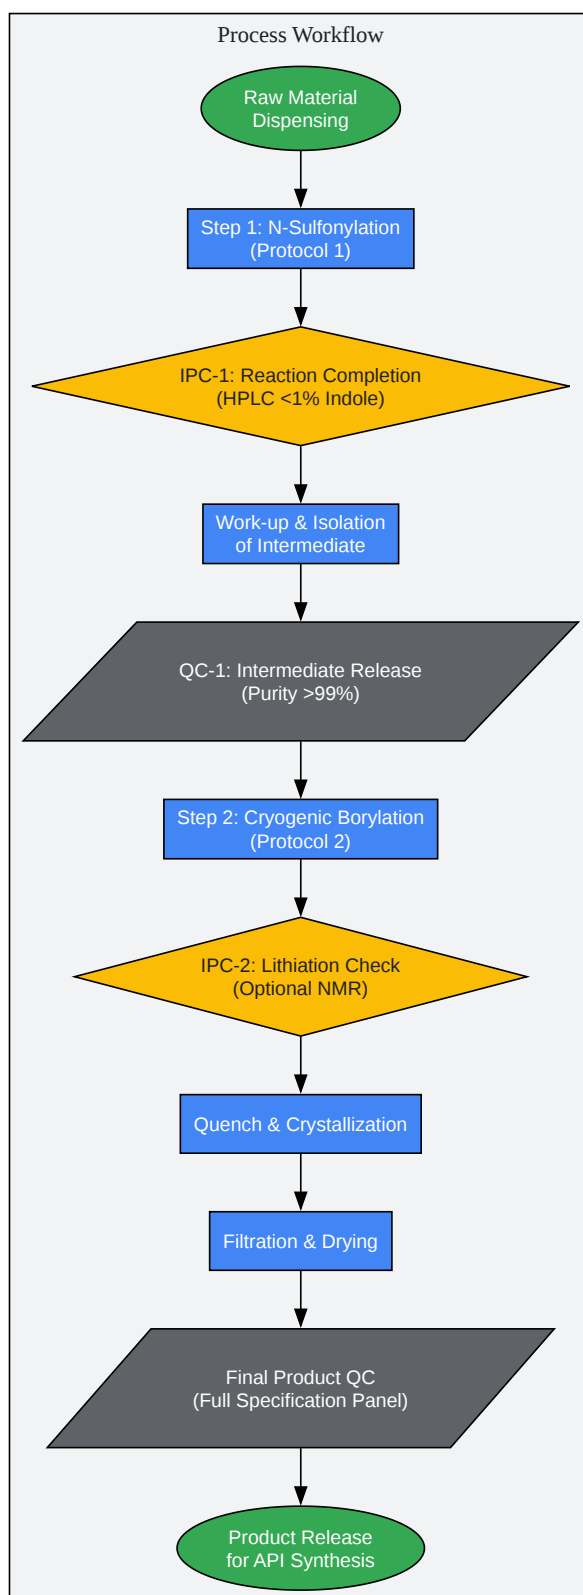 Process Workflow
Raw Material
Dispensing
Step 1: N-Sulfonylation
(Protocol 1)
IPC-1: Reaction Completion
(HPLC <1% Indole)
Work-up & Isolation
of Intermediate
QC-1: Intermediate Release
(Purity >99%)
Step 2: Cryogenic Borylation
(Protocol 2)
IPC-2: Lithiation Check
(Optional NMR)
Quench & Crystallization
Filtration & Drying
Final Product QC
(Full Specification Panel)
Product Release
for API Synthesis